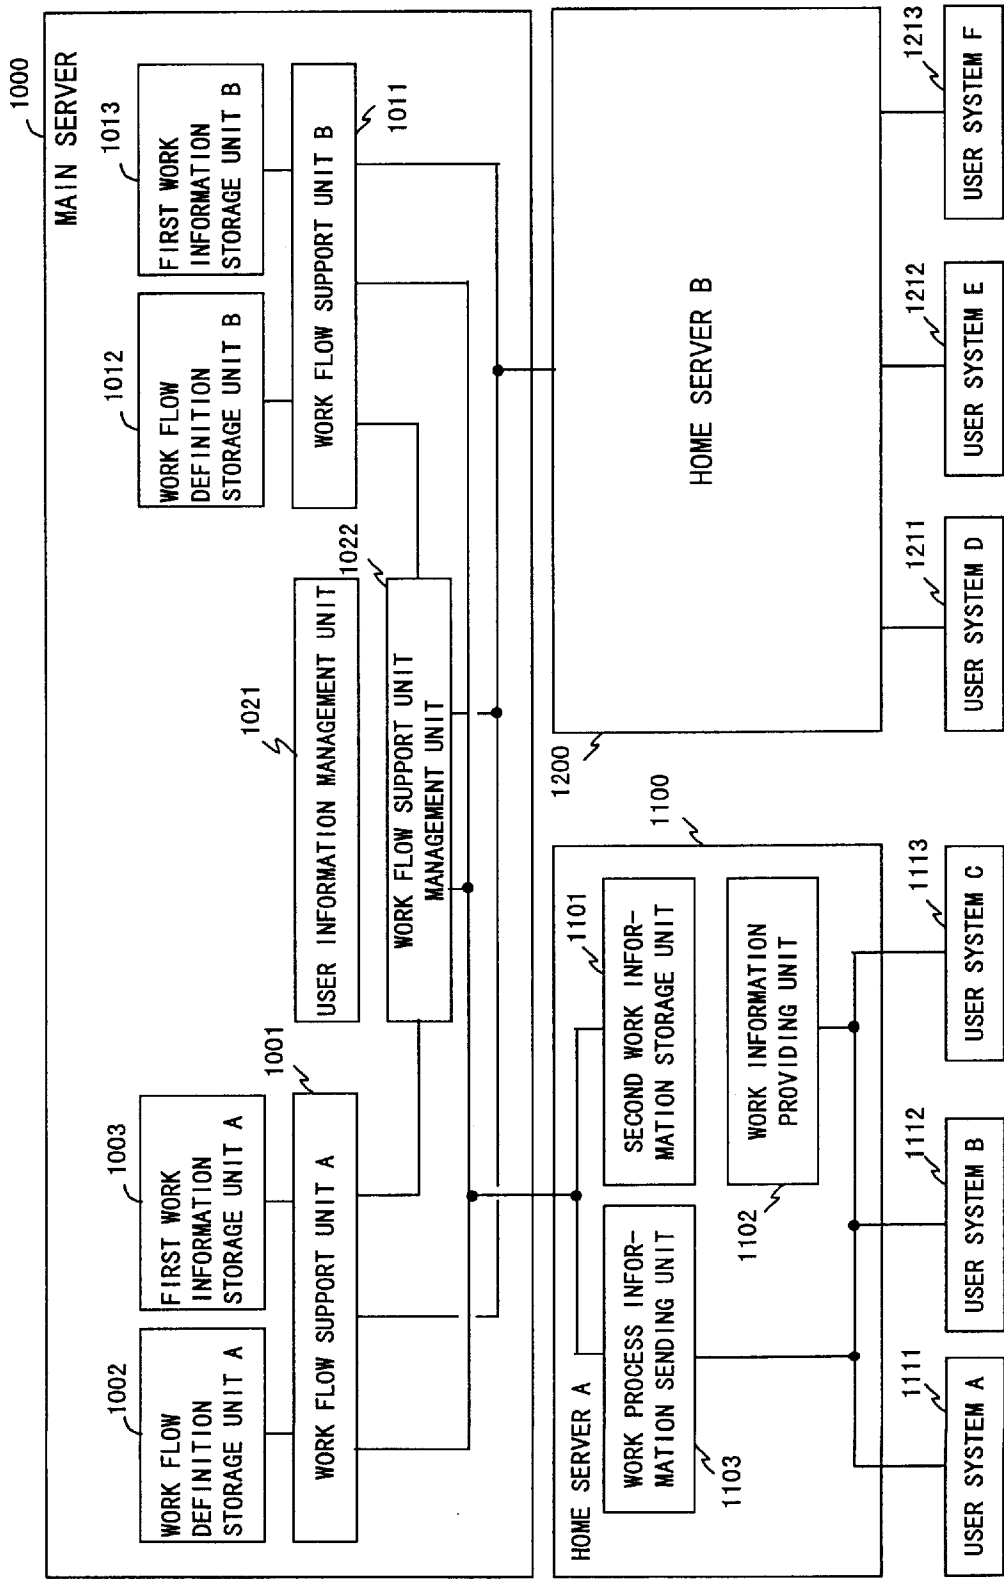 1000
MAIN SERVER
1002
WORK FLOW
DEFINITION
STORAGE UNIT A
1003
FIRST WORK
INFORMATION
STORAGE UNIT A
1001
WORK FLOW SUPPORT UNIT A
1021
USER INFORMATION MANAGEMENT UNIT
1022
WORK FLOW SUPPORT UNIT
MANAGEMENT UNIT
1012
WORK FLOW
DEFINITION
STORAGE UNIT B
1013
FIRST WORK
INFORMATION
STORAGE UNIT B
1011
WORK FLOW SUPPORT UNIT B
HOME SERVER A
1100
WORK PROCESS INFOR-
MATION SENDING UNIT
1103
1101
SECOND WORK INFOR-
MATION STORAGE UNIT
WORK INFORMATION
PROVIDING UNIT
1102
1200
HOME SERVER B
1111
USER SYSTEM A
1112
USER SYSTEM B
1113
USER SYSTEM C
1211
USER SYSTEM D
1212
USER SYSTEM E
1213
USER SYSTEM F